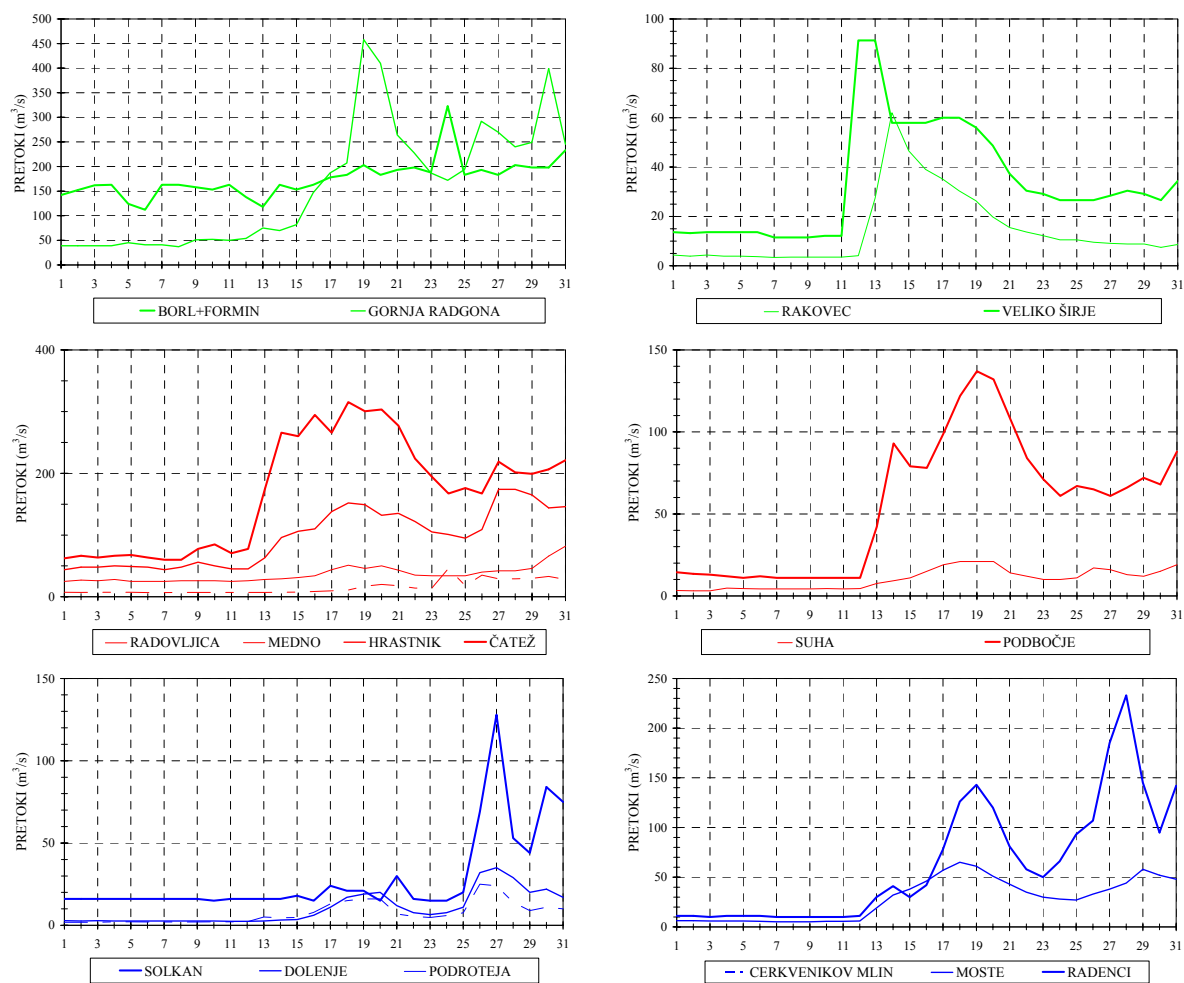 PRETOKI (m³/s)
500
450
400
350
300
250
200
150
100
50
0
1 3 5 7 9 11 13 15 17 19 21 23 25 27 29 31
BORL+FORMIN GORNJA RADGONA
PRETOKI (m³/s)
100
80
60
40
20
0
1 3 5 7 9 11 13 15 17 19 21 23 25 27 29 31
RAKOVEC VELIKO ŠIRJE
PRETOKI (m³/s)
400
200
0
1 3 5 7 9 11 13 15 17 19 21 23 25 27 29 31
RADOVLJICA MEDNO HRASTNIK ČATEŽ
PRETOKI (m³/s)
150
100
50
0
1 3 5 7 9 11 13 15 17 19 21 23 25 27 29 31
SUHA PODBOČJE
PRETOKI (m³/s)
150
100
50
0
1 3 5 7 9 11 13 15 17 19 21 23 25 27 29 31
SOLKAN DOLENJE PODROTEJA
PRETOKI (m³/s)
250
200
150
100
50
0
1 3 5 7 9 11 13 15 17 19 21 23 25 27 29 31
CERKVENIKOV MLIN MOSTE RADENCI